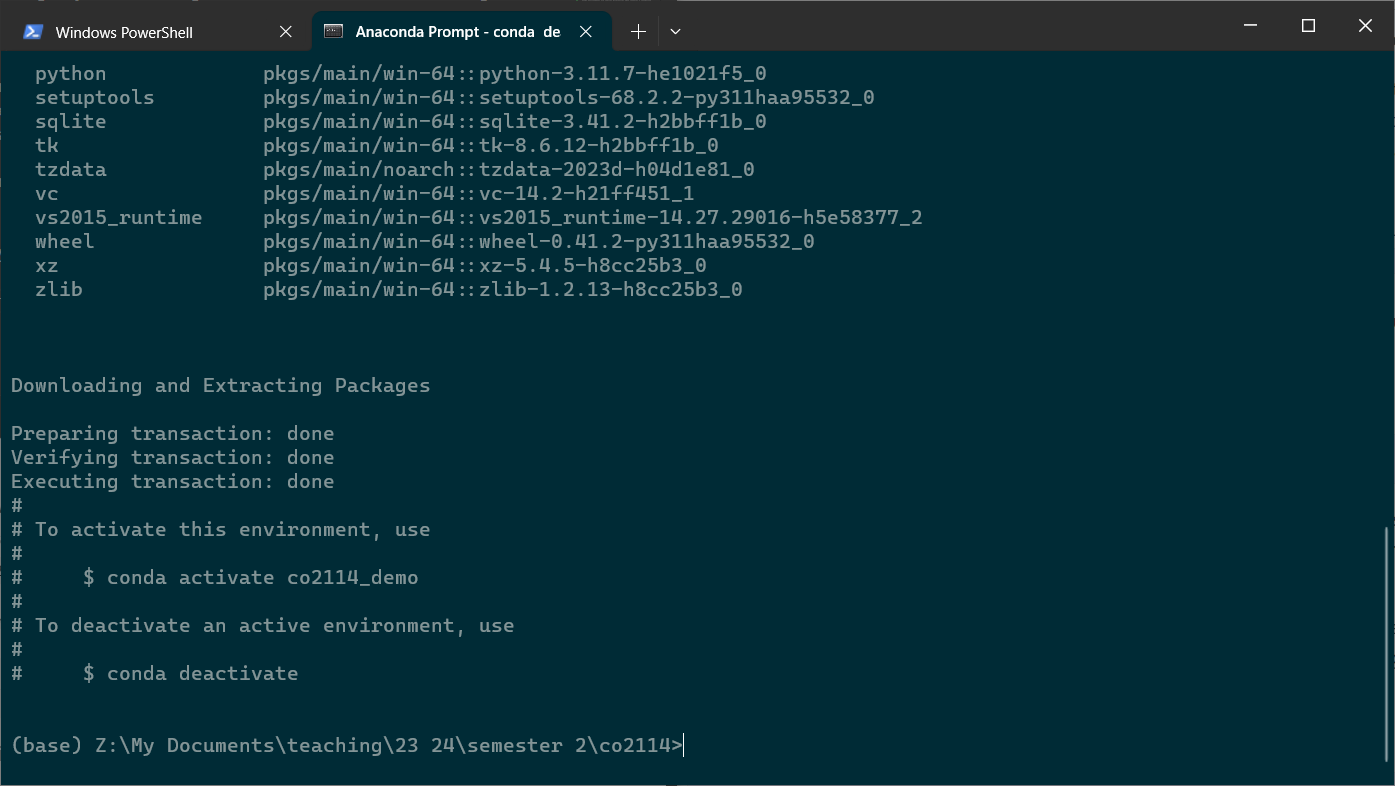 Windows PowerShell
Anaconda Prompt - conda de
python pkgs/main/win-64::python-3.11.7-he1021f5_0
setuptools pkgs/main/win-64::setuptools-68.2.2-py311haa95532_0
sqlite pkgs/main/win-64::sqlite-3.41.2-h2bbff1b_0
tk pkgs/main/win-64::tk-8.6.12-h2bbff1b_0
tzdata pkgs/main/noarch::tzdata-2023d-h04d1e81_0
vc pkgs/main/win-64::vc-14.2-h21ff451_1
vs2015_runtime pkgs/main/win-64::vs2015_runtime-14.27.29016-h5e58377_2
wheel pkgs/main/win-64::wheel-0.41.2-py311haa95532_0
xz pkgs/main/win-64::xz-5.4.5-h8cc25b3_0
zlib pkgs/main/win-64::zlib-1.2.13-h8cc25b3_0
Downloading and Extracting Packages
Preparing transaction: done
Verifying transaction: done
Executing transaction: done
#
# To activate this environment, use
#
# $ conda activate co2114_demo
#
# To deactivate an active environment, use
#
# $ conda deactivate
(base) Z:\My Documents\teaching\23 24\semester 2\co2114>